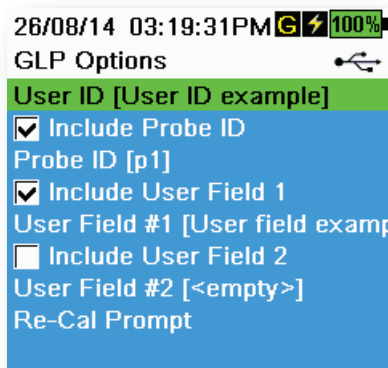 26/08/14 03:19:31PM G 100%
GLP Options
User ID [User ID example]
Include Probe ID
Probe ID [p1]
Include User Field 1
User Field #1 [User field examp
Include User Field 2
User Field #2 [<empty>]
Re-Cal Prompt